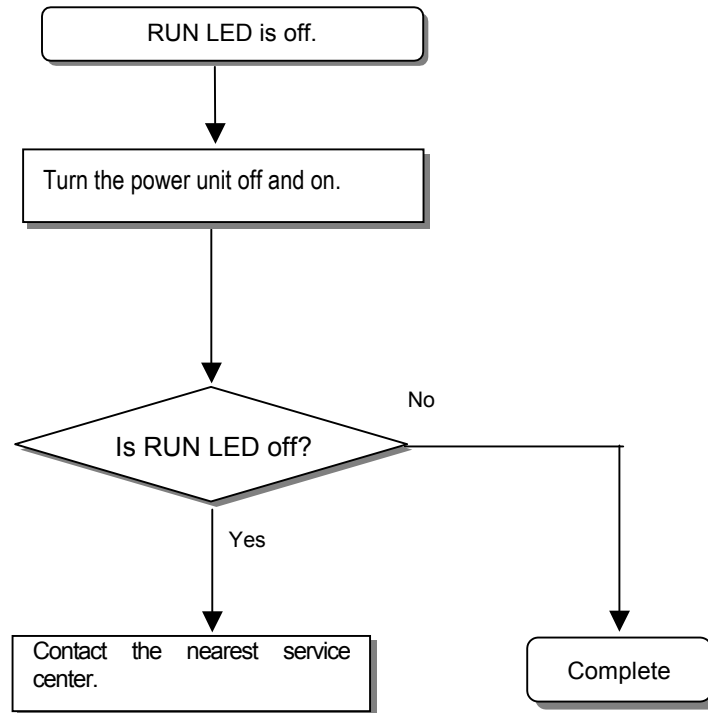 RUN LED is off.
Turn the power unit off and on.
No
Is RUN LED off?
Yes
Contact the nearest service
center.
Complete